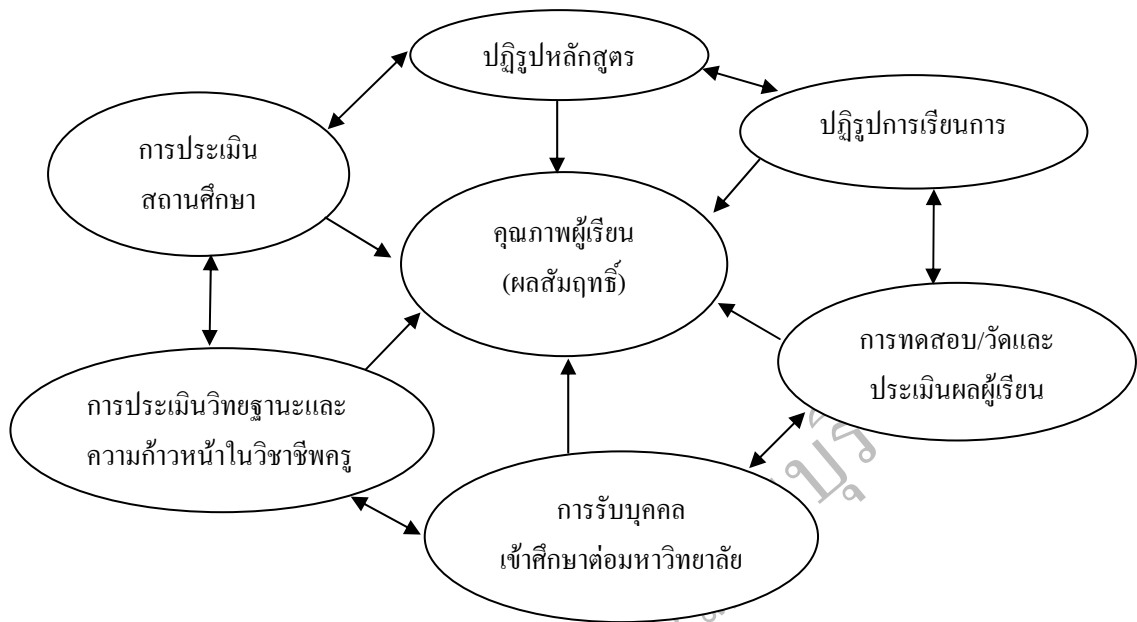 ปฏิรูปหลักสูตร
ปฏิรูปการเรียนการ
การประเมิน
สถานศึกษา
คุณภาพผู้เรียน
(ผลสัมฤทธิ์)
การทดสอบ/วัดและ
ประเมินผลผู้เรียน
การประเมินวิทยฐานะและ
ความก้าวหน้าในวิชาชีพครู
การรับบุคคล
เข้าศึกษาต่อมหาวิทยาลัย